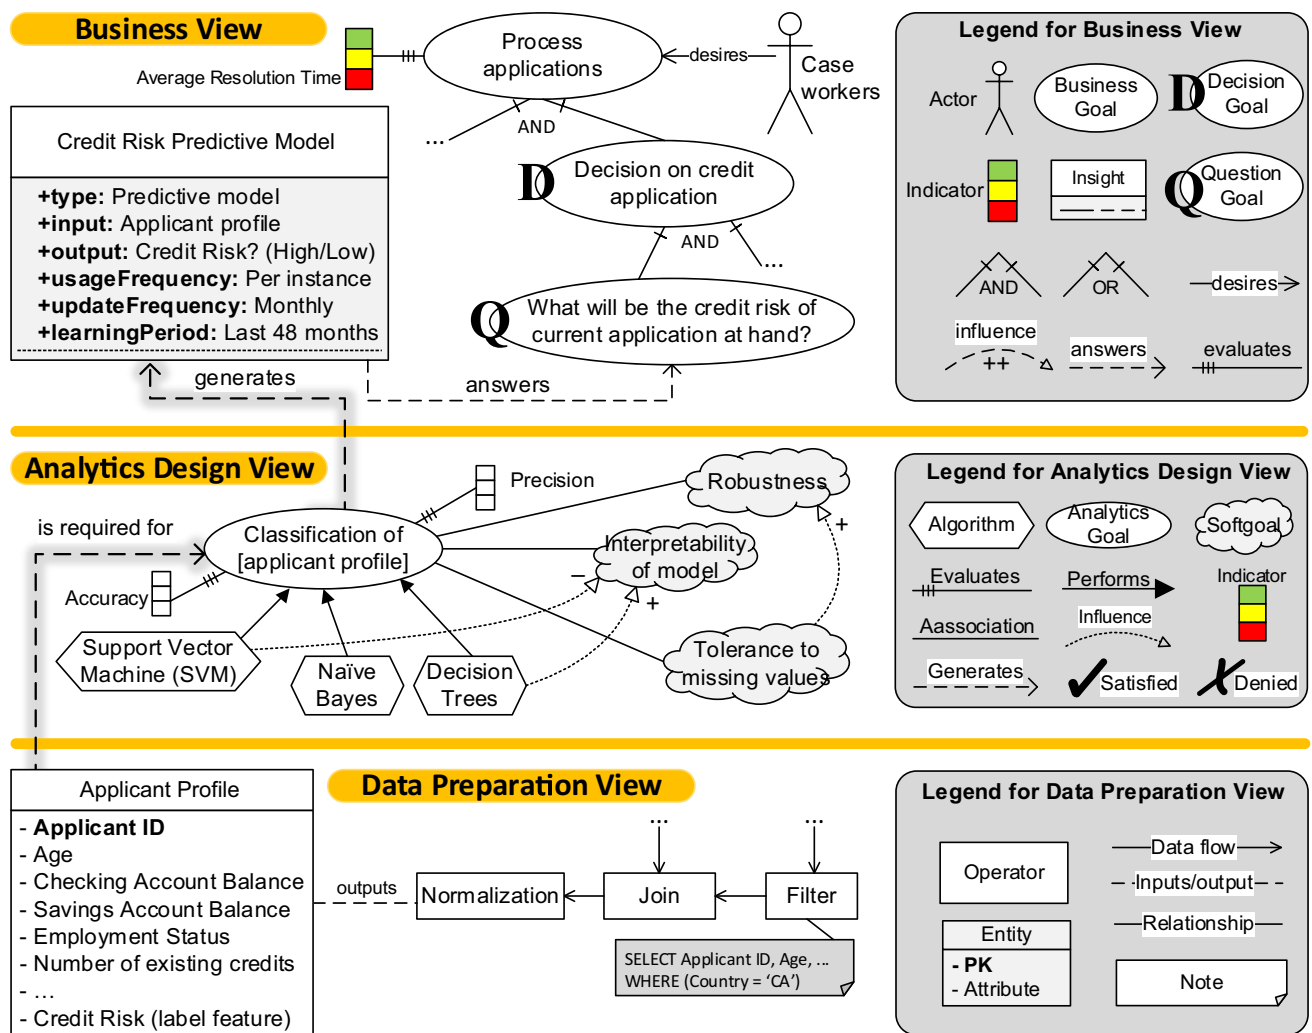 Business View
Average Resolution Time
Process
applications
desires
Case
workers
AND
...
Credit Risk Predictive Model
+type: Predictive model
+input: Applicant profile
+output: Credit Risk? (High/Low)
+usageFrequency: Per instance
+updateFrequency: Monthly
+learningPeriod: Last 48 months
D
Decision on credit
application
AND
...
Q
What will be the credit risk of
current application at hand?
generates
answers
Legend for Business View
Actor
Business
Goal
D
Decision
Goal
Indicator
Insight
Q
Question
Goal
AND
OR
desires
influence
++
answers
evaluates
Analytics Design View
Precision
Robustness
is required for
Classification of
[applicant profile]
Interpretability
of model
+
−
+
Accuracy
Support Vector
Machine (SVM)
Naïve
Bayes
Decision
Trees
Tolerance to
missing values
Legend for Analytics Design View
Algorithm
Analytics
Goal
Softgoal
Evaluates
Performs
Indicator
Aassociation
Influence
Generates
Satisfied
Denied
Applicant Profile
- Applicant ID
- Age
- Checking Account Balance
- Savings Account Balance
- Employment Status
- Number of existing credits
- ...
- Credit Risk (label feature)
Data Preparation View
...
...
outputs
Normalization
Join
Filter
SELECT Applicant ID, Age, ...
WHERE (Country = ‘CA’)
Legend for Data Preparation View
Operator
Data flow
Inputs/output
Relationship
Entity
- PK
- Attribute
Note